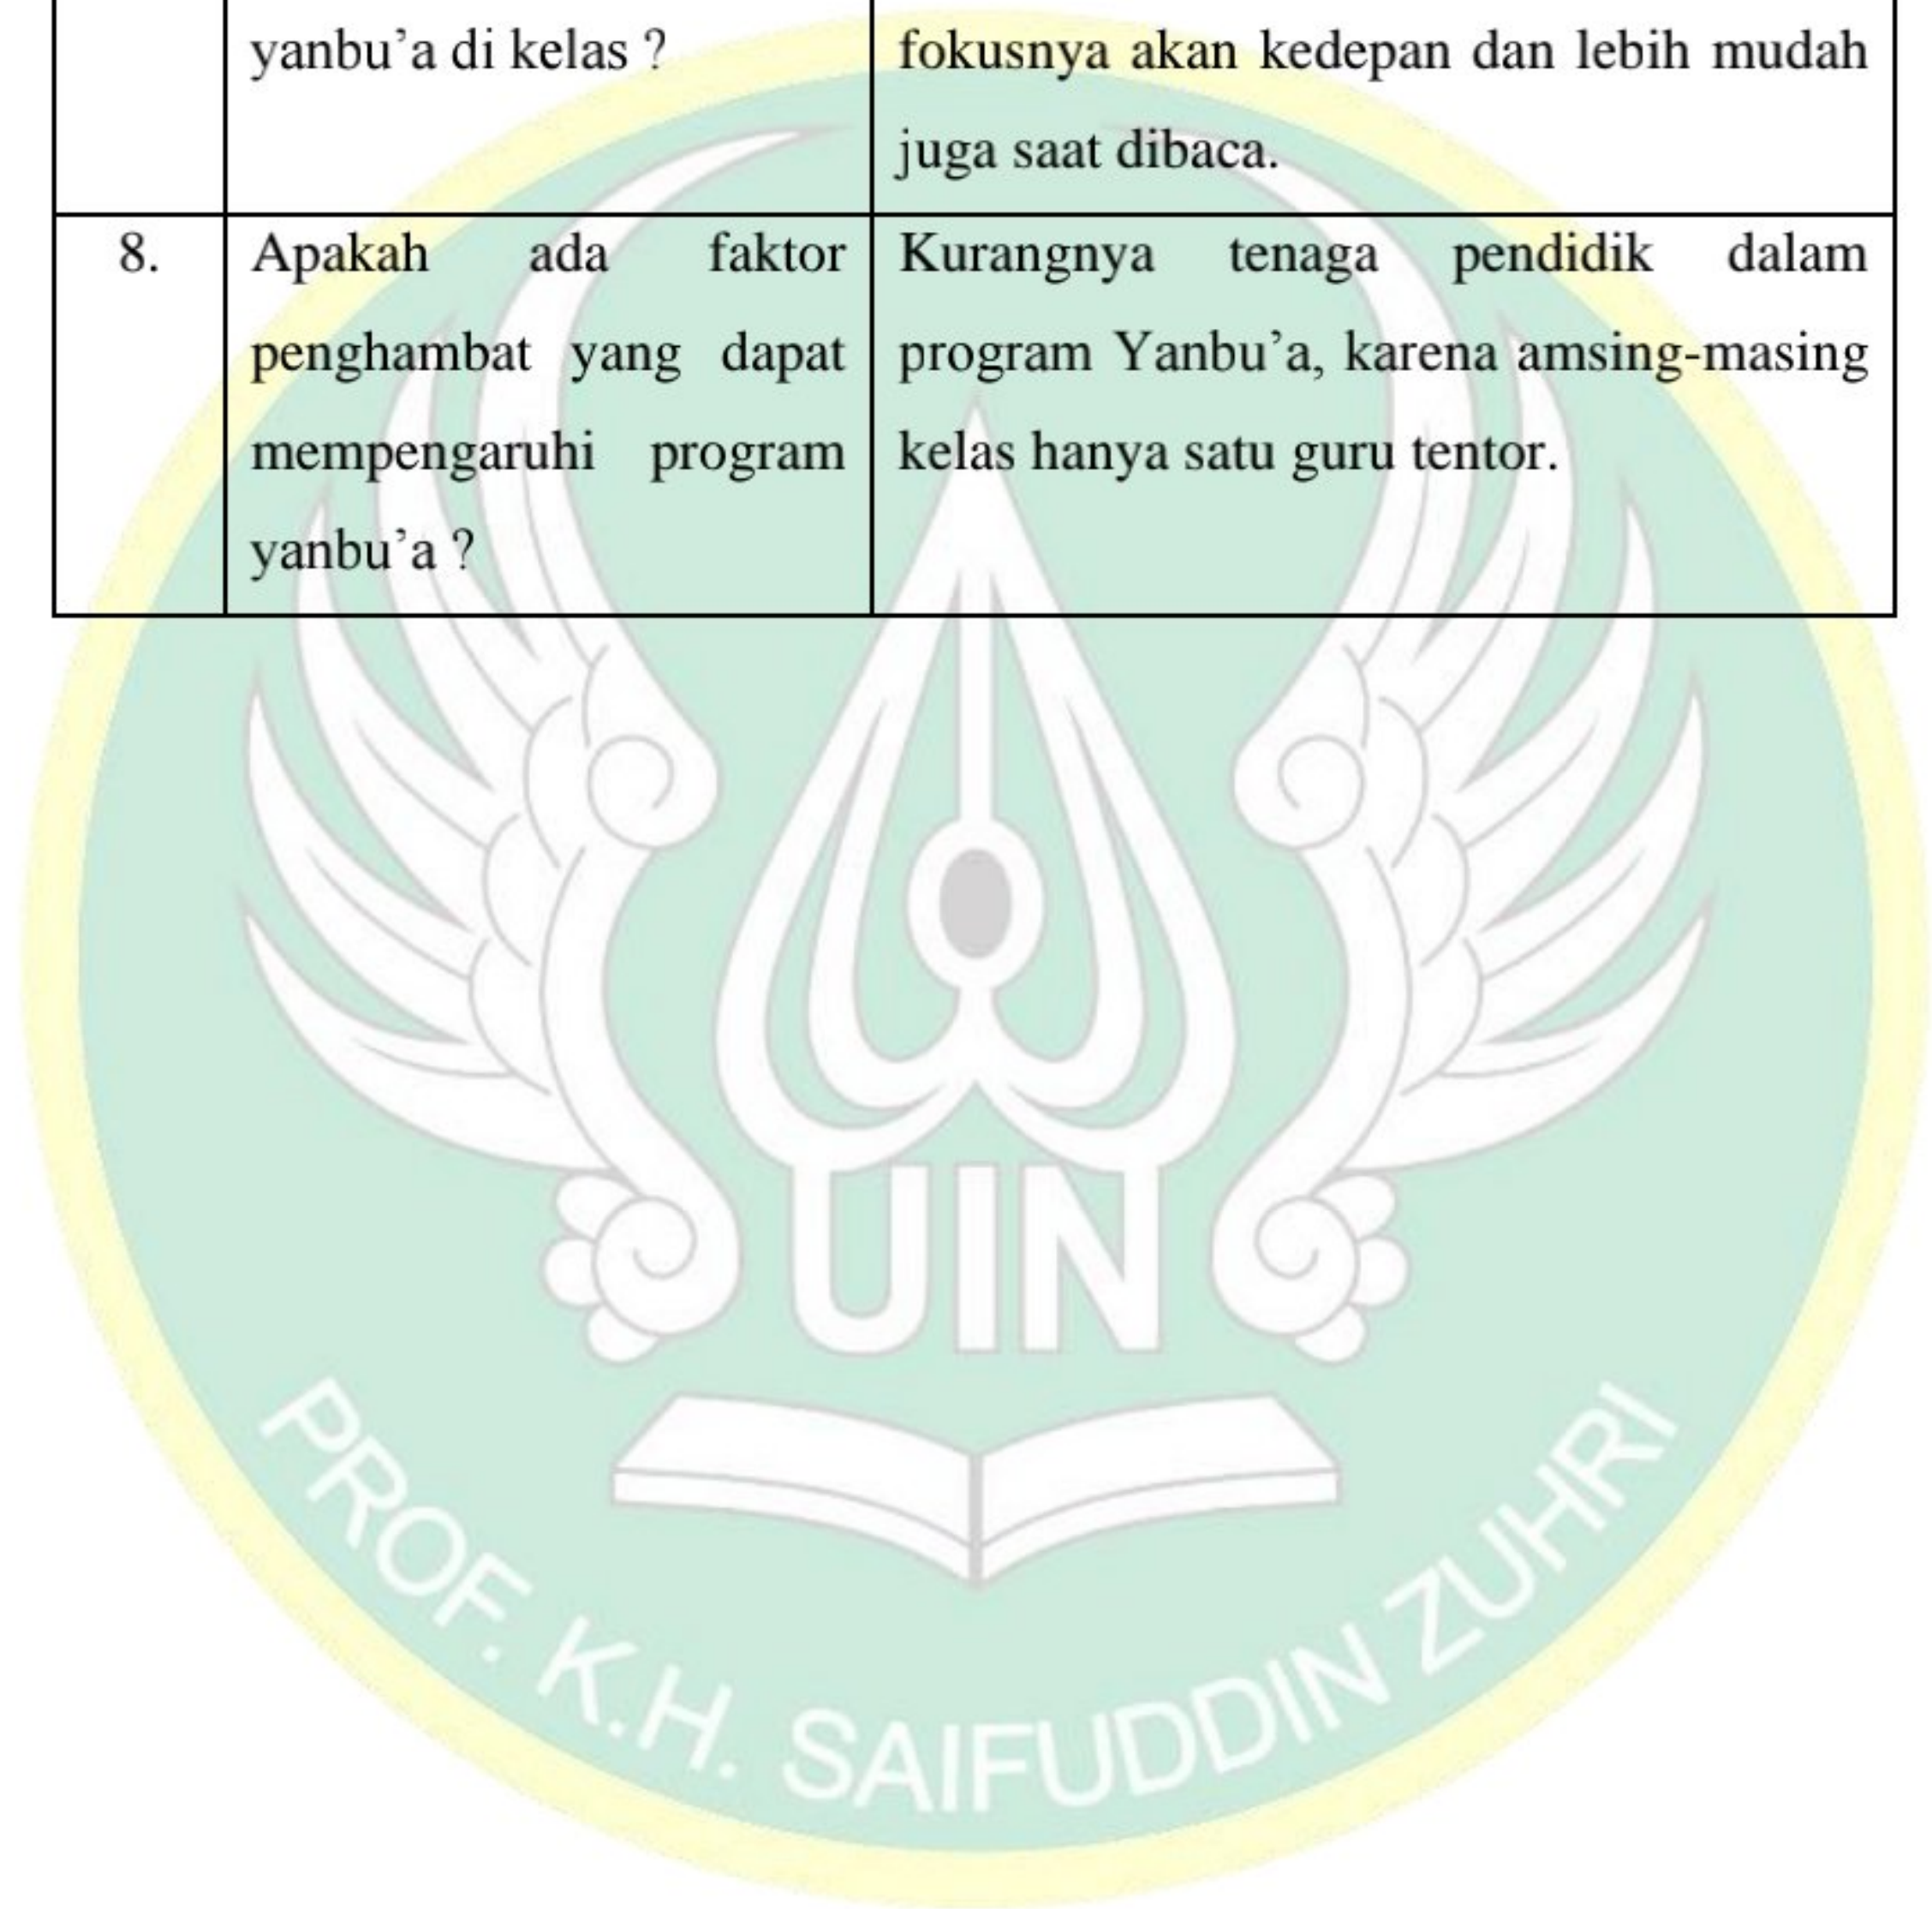 yanbu’a di kelas ?
fokusnya akan kedepan dan lebih mudah
juga saat dibaca.
8.
Apakah ada faktor
penghambat yang dapat
mempengaruhi program
yanbu’a ?
Kurangnya tenaga pendidik dalam
program Yanbu’a, karena amsing-masing
kelas hanya satu guru tentor.
UIN
PROF. K.H. SAIFUDDIN ZUHRI